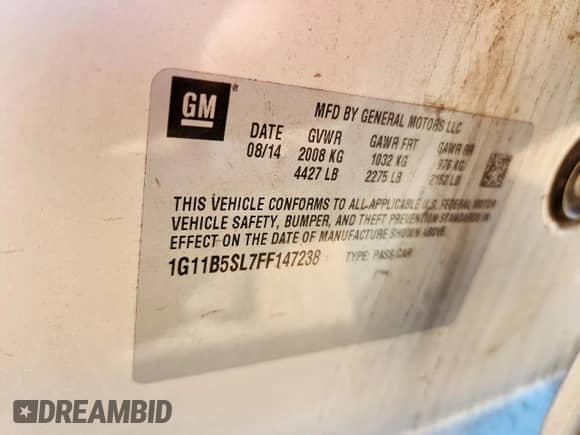 GM
MFD BY GENERAL MOTORS LLC
DATE GVWR GAWR FRT GAWR RR
08/14 2008 KG 1032 KG 976 KG
4427 LB 2275 LB 2152 LB
THIS VEHICLE CONFORMS TO ALL APPLICABLE U.S. FEDERAL MOTOR
VEHICLE SAFETY, BUMPER, AND THEFT PREVENTION STANDARDS IN
EFFECT ON THE DATE OF MANUFACTURE SHOWN ABOVE.
1G11B5SL7FF147238 TYPE: PASS CAR
DREAMBID